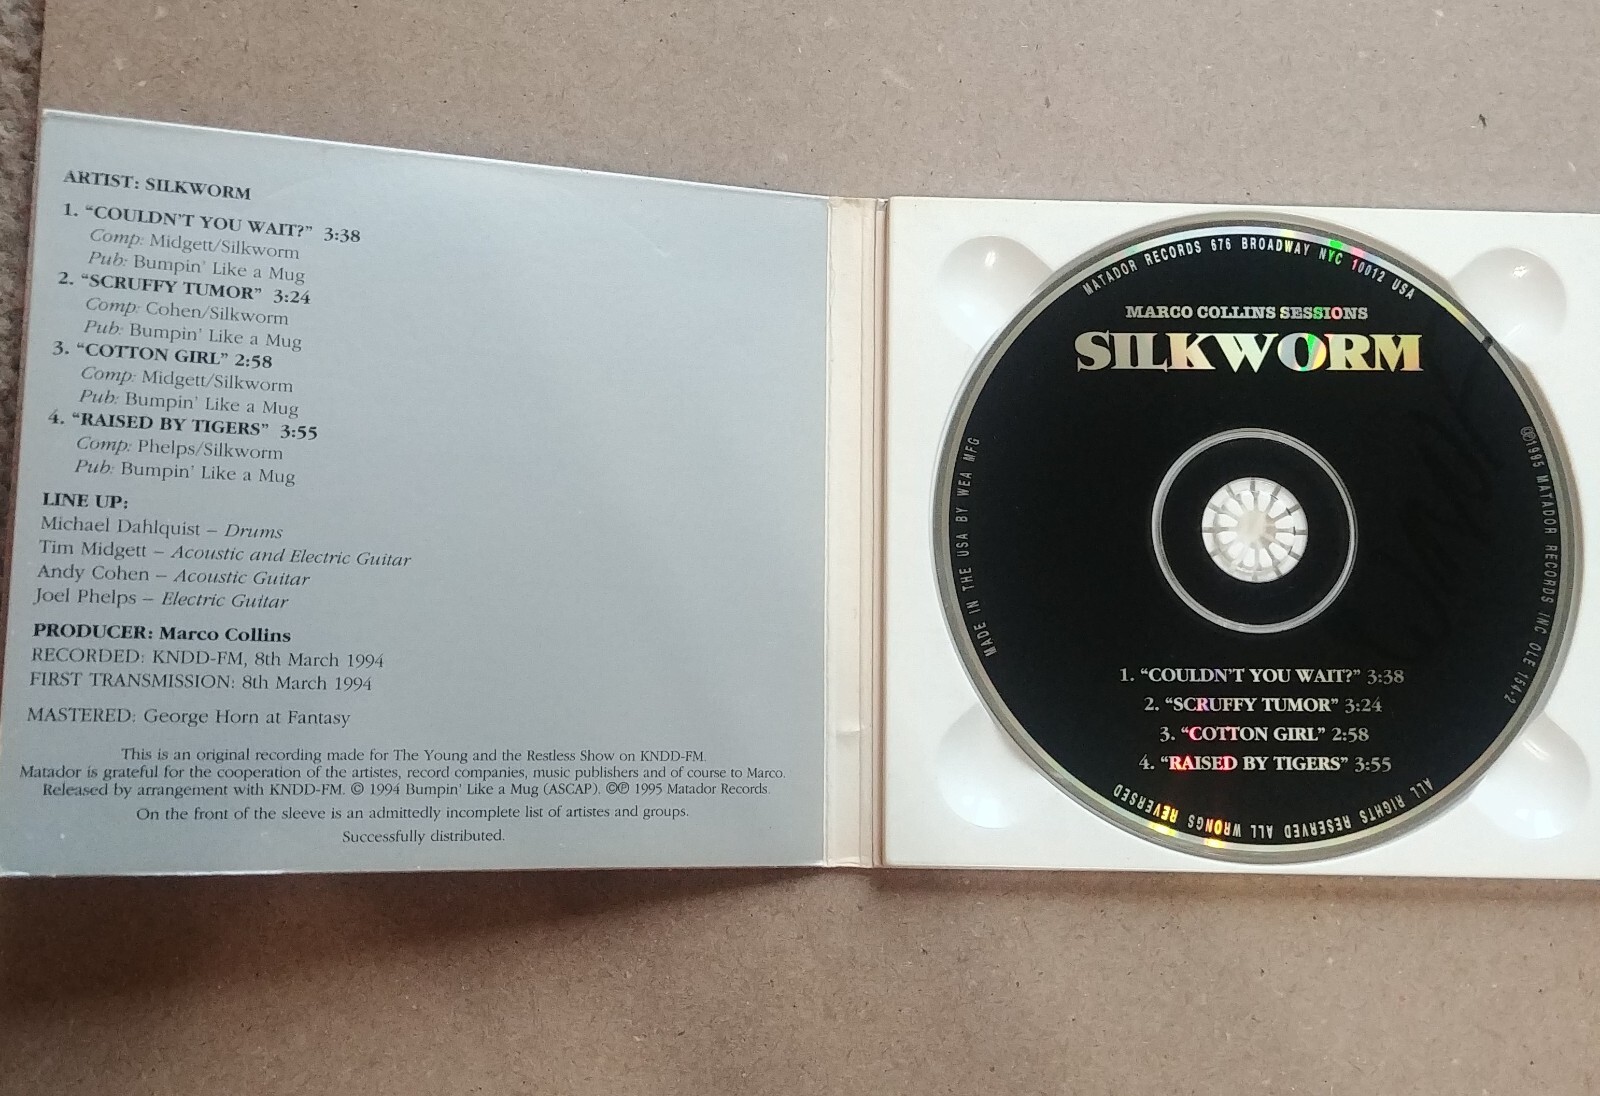 ARTIST: SILKWORM
1. “COULDN'T YOU WAIT?” 3:38
Comp: Midgett/Silkworm
Pub: Bumpin' Like a Mug
2. “SCRUFFY TUMOR” 3:24
Comp: Cohen/Silkworm
Pub: Bumpin' Like a Mug
3. “COTTON GIRL” 2:58
Comp: Midgett/Silkworm
Pub: Bumpin' Like a Mug
4. “RAISED BY TIGERS” 3:55
Comp: Phelps/Silkworm
Pub: Bumpin' Like a Mug
LINE UP:
Michael Dahlquist – Drums
Tim Midgett – Acoustic and Electric Guitar
Andy Cohen – Acoustic Guitar
Joel Phelps – Electric Guitar
PRODUCER: Marco Collins
RECORDED: KNDD-FM, 8th March 1994
FIRST TRANSMISSION: 8th March 1994
MASTERED: George Horn at Fantasy
This is an original recording made for The Young and the Restless Show on KNDD-FM.
Matador is grateful for the cooperation of the artistes, record companies, music publishers and of course to Marco.
Released by arrangement with KNDD-FM. © 1994 Bumpin' Like a Mug (ASCAP). ©℗ 1995 Matador Records.
On the front of the sleeve is an admittedly incomplete list of artistes and groups.
Successfully distributed.
MATADOR RECORDS 676 BROADWAY NYC 10012 USA
MARCO COLLINS SESSIONS
SILKWORM
MADE IN THE USA BY WEA MFG
©℗1995 MATADOR RECORDS INC OLE 154-2
1. “COULDN'T YOU WAIT?” 3:38
2. “SCRUFFY TUMOR” 3:24
3. “COTTON GIRL” 2:58
4. “RAISED BY TIGERS” 3:55
ALL RIGHTS RESERVED ALL WRONGS REVERSED